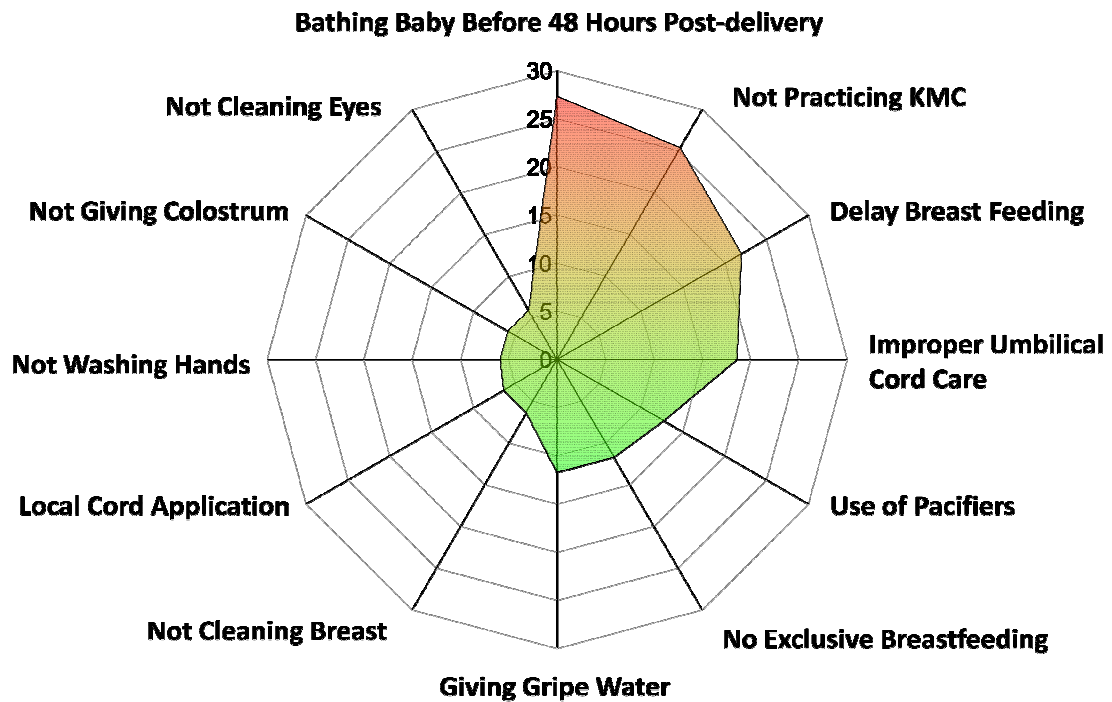 Bathing Baby Before 48 Hours Post-delivery
30
Not Cleaning Eyes
Not Practicing KMC
25
20
Not Giving Colostrum
15
Delay Breast Feeding
10
5
Not Washing Hands
0
Improper Umbilical
Cord Care
Local Cord Application
Use of Pacifiers
Not Cleaning Breast
No Exclusive Breastfeeding
Giving Gripe Water